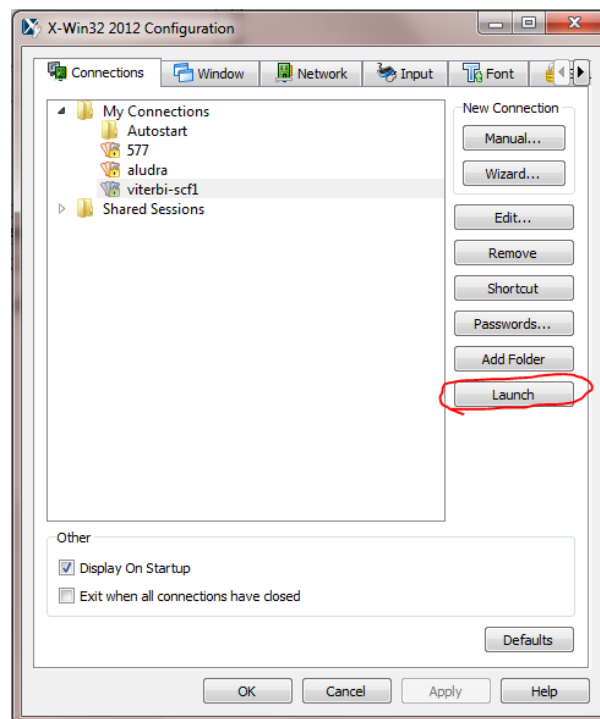 X-Win32 2012 Configuration
Connections
Window
Network
Input
Font
My Connections
Autostart
577
aludra
viterbi-scf1
Shared Sessions
New Connection
Manual...
Wizard...
Edit...
Remove
Shortcut
Passwords...
Add Folder
Launch
Other
Display On Startup
Exit when all connections have closed
Defaults
OK
Cancel
Apply
Help